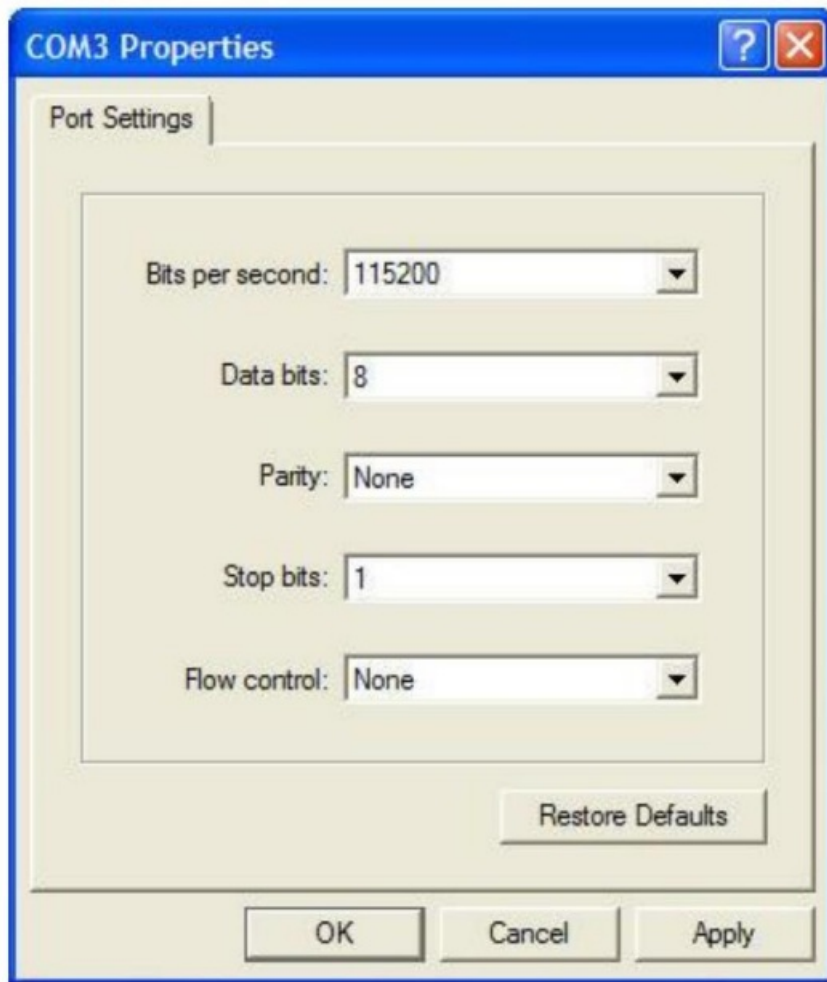 COM3 Properties
Port Settings
Bits per second: 115200
Data bits: 8
Parity: None
Stop bits: 1
Flow control: None
Restore Defaults
OK Cancel Apply